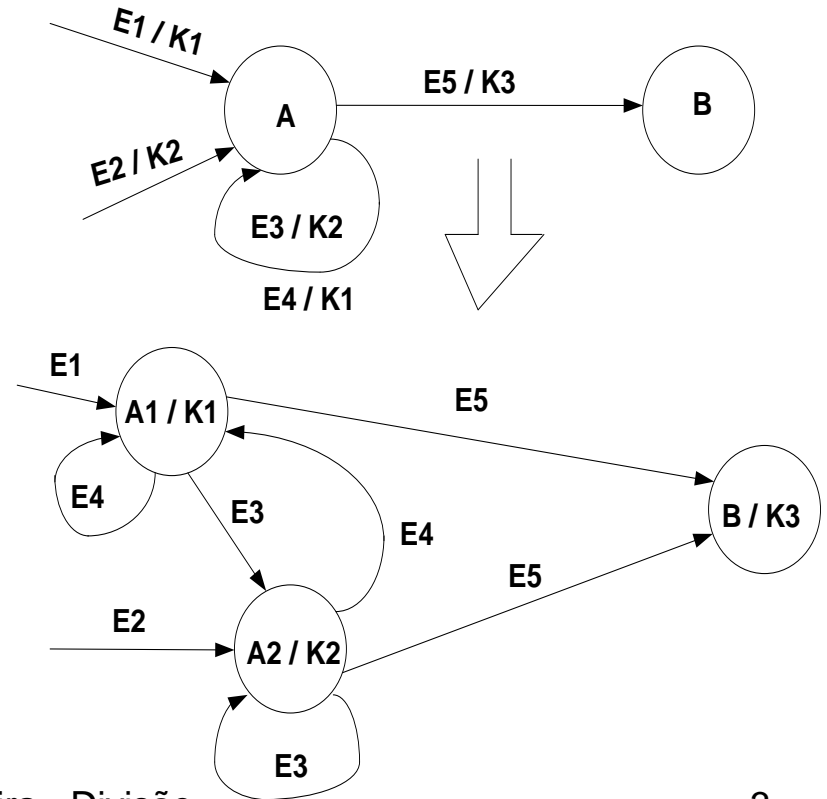 E1 / K1
E5 / K3
A
B
E2 / K2
E3 / K2
E4 / K1
E1
A1 / K1
E5
E4
E3
E4
B / K3
E5
E2
A2 / K2
E3
Divisão